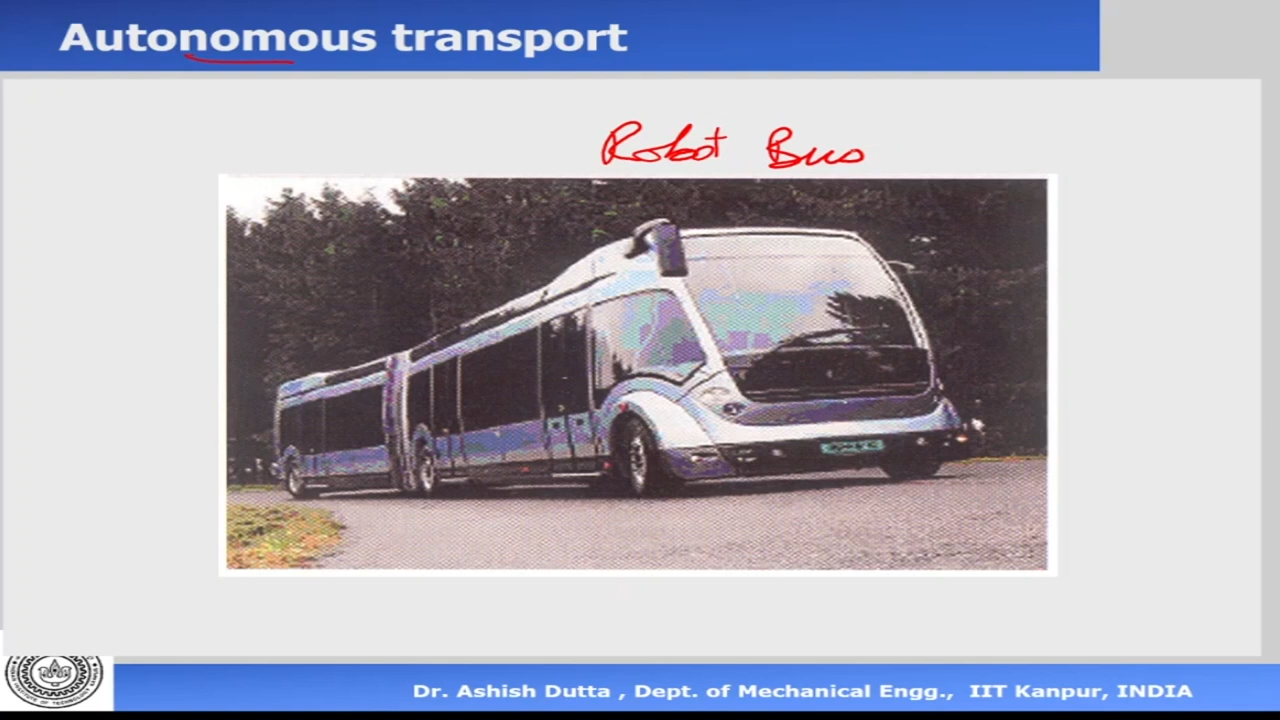 Autonomous transport
Robot Bus
Dr. Ashish Dutta , Dept. of Mechanical Engg., IIT Kanpur, INDIA